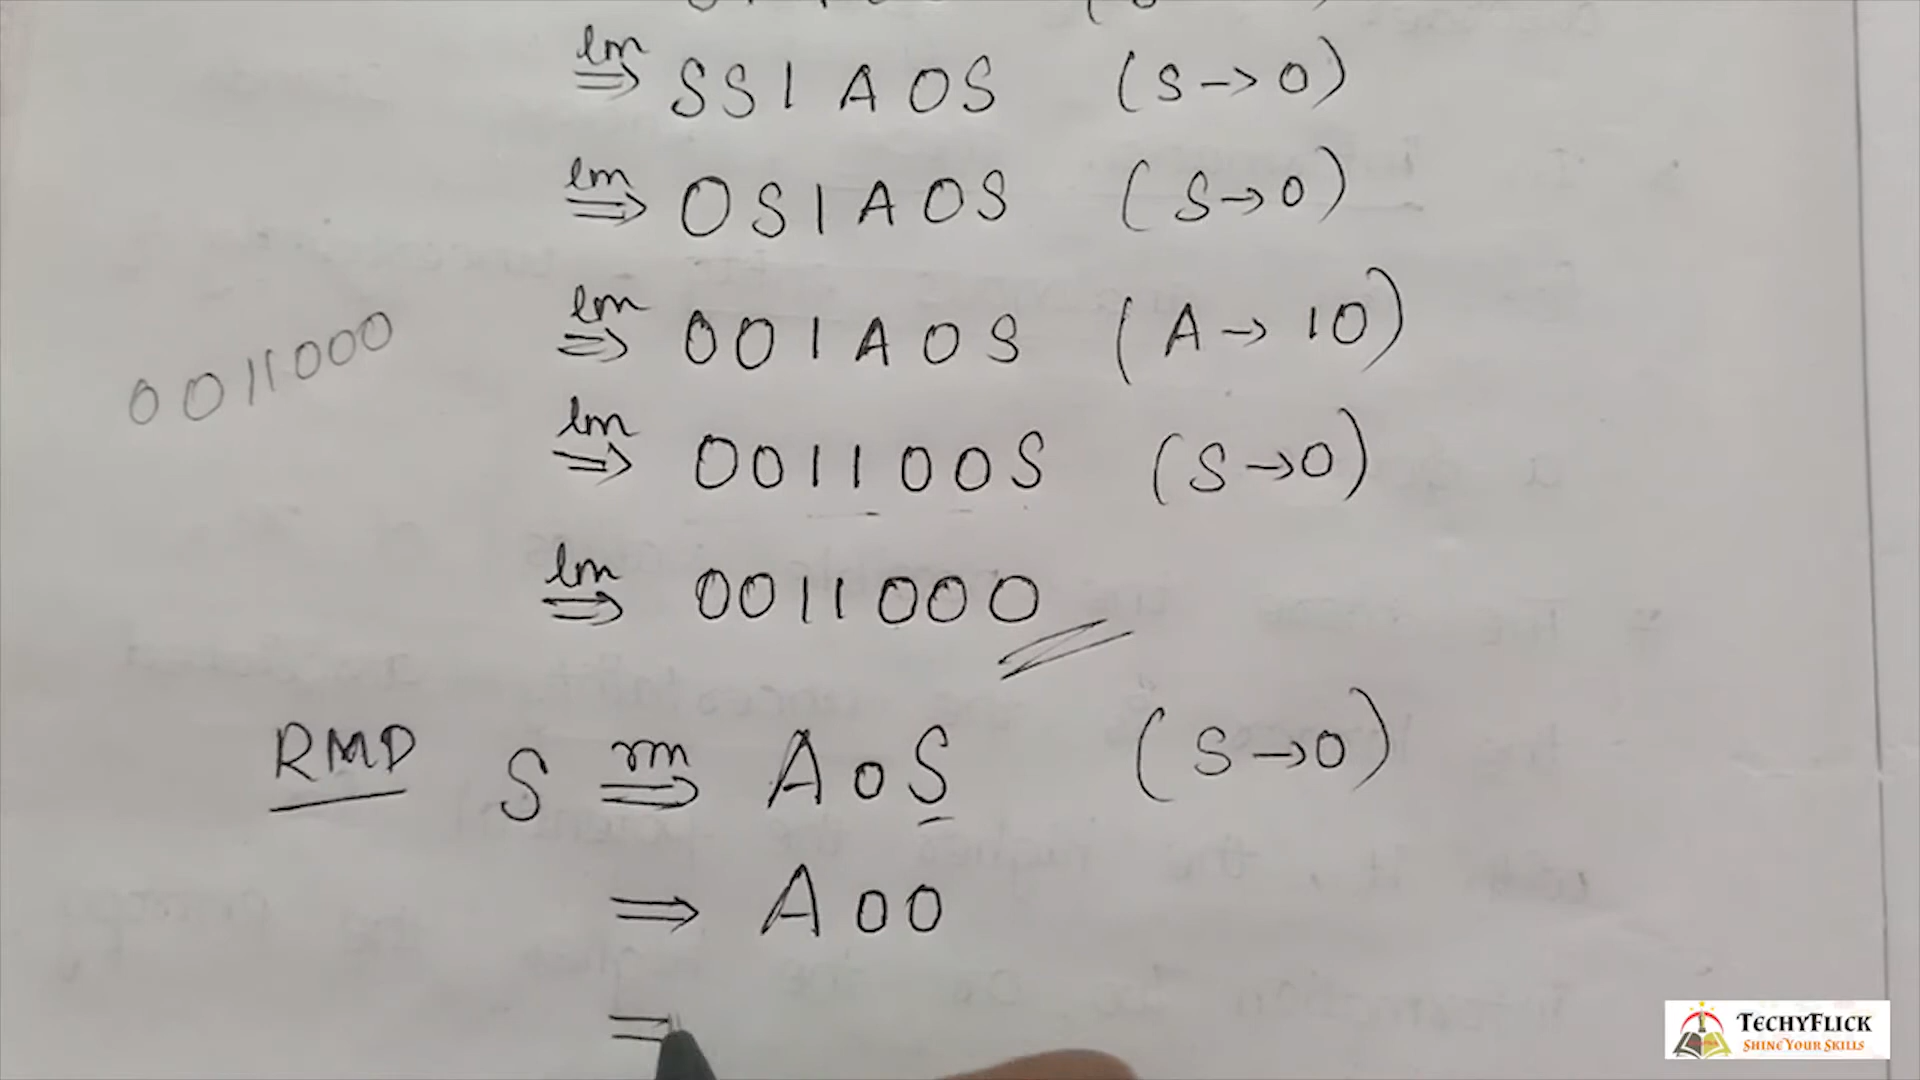 lm ⇒ SS1A0S (S→0)
lm ⇒ 0S1A0S (S→0)
lm ⇒ 001A0S (A→10)
0011000
lm ⇒ 001100S (S→0)
lm ⇒ 0011000
RMD S rm ⇒ A0S (S→0)
⇒ A00
⇒
TECHYFLICK
SHINE YOUR SKILLS